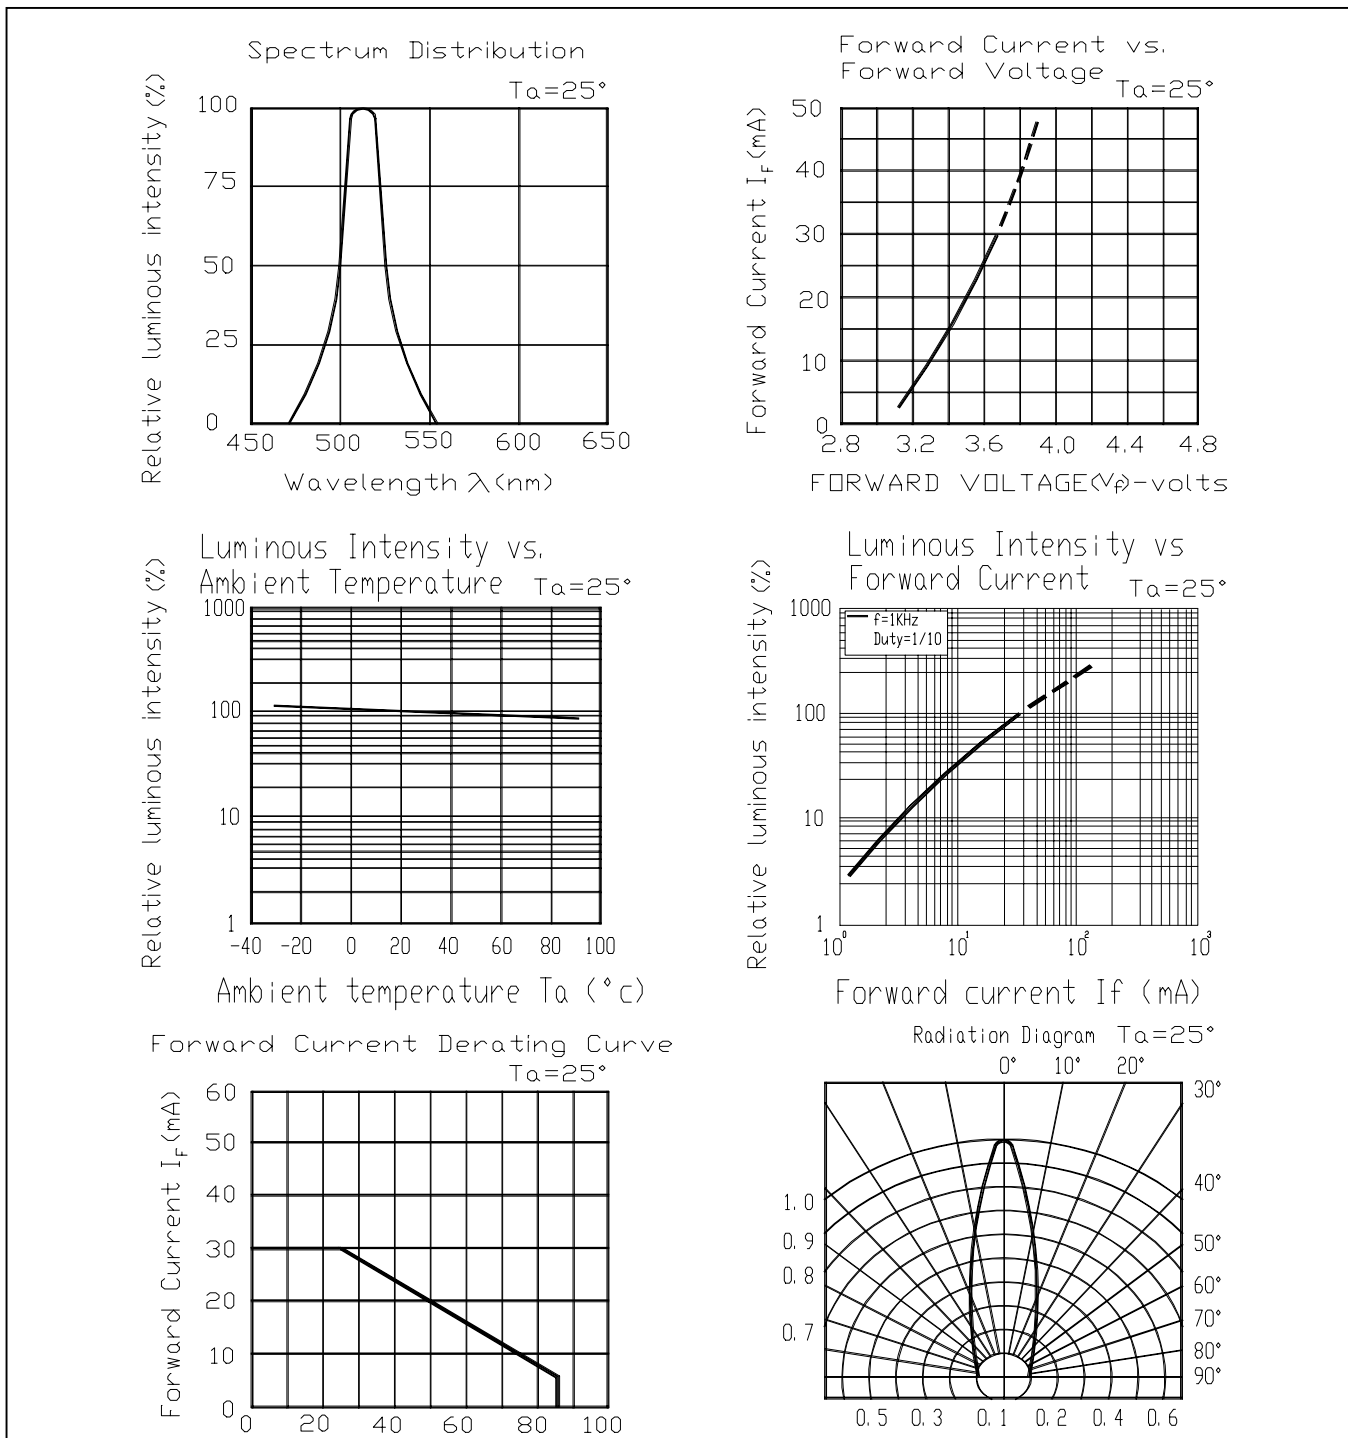 Spectrum Distribution
Ta=25°
Relative luminous intensity (%)
100
75
50
25
0
450 500 550 600 650
Wavelength λ(nm)
Forward Current vs.
Forward Voltage
Ta=25°
Forward Current IF(mA)
50
40
30
20
10
0
2.8 3.2 3.6 4.0 4.4 4.8
FORWARD VOLTAGE(Vf)-volts
Luminous Intensity vs.
Ambient Temperature Ta=25°
Relative luminous intensity (%)
1000
100
10
1
-40 -20 0 20 40 60 80 100
Ambient temperature Ta (°c)
Luminous Intensity vs
Forward Current Ta=25°
Relative luminous intensity (%)
1000
100
10
1
f=1KHz
Duty=1/10
10⁰ 10¹ 10² 10³
Forward current If (mA)
Forward Current Derating Curve
Ta=25°
Forward Current IF(mA)
60
50
40
30
20
10
0
0 20 40 60 80 100
Radiation Diagram Ta=25°
0° 10° 20°
30°
40°
50°
60°
70°
80°
90°
1.0
0.9
0.8
0.7
0.5 0.3 0.1 0.2 0.4 0.6